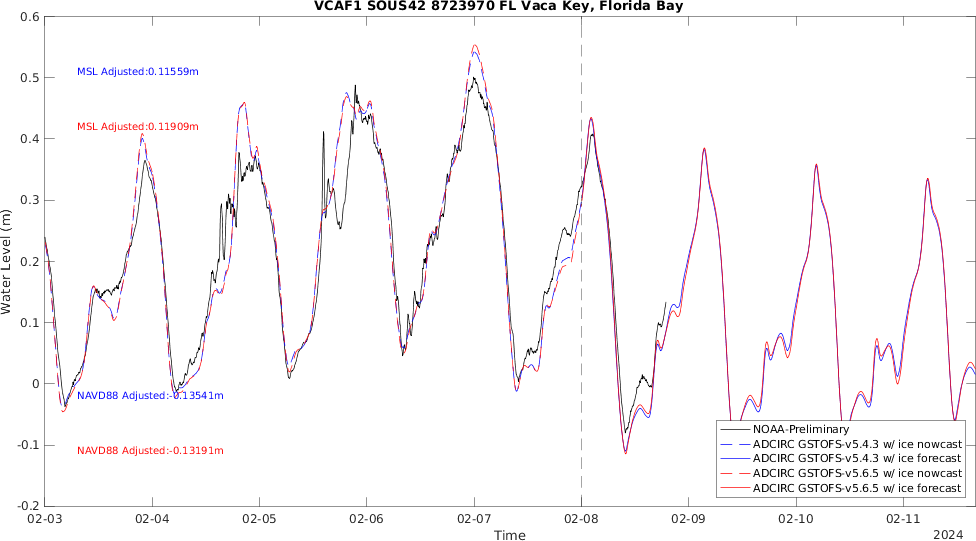 VCAF1 SOUS42 8723970 FL Vaca Key, Florida Bay
0.6
0.5
0.4
0.3
0.2
0.1
0
-0.1
-0.2
Water Level (m)
MSL Adjusted:0.11559m
MSL Adjusted:0.11909m
NAVD88 Adjusted:-0.13541m
NAVD88 Adjusted:-0.13191m
NOAA-Preliminary
ADCIRC GSTOFS-v5.4.3 w/ ice nowcast
ADCIRC GSTOFS-v5.4.3 w/ ice forecast
ADCIRC GSTOFS-v5.6.5 w/ ice nowcast
ADCIRC GSTOFS-v5.6.5 w/ ice forecast
02-03 02-04 02-05 02-06 02-07 02-08 02-09 02-10 02-11
Time
2024